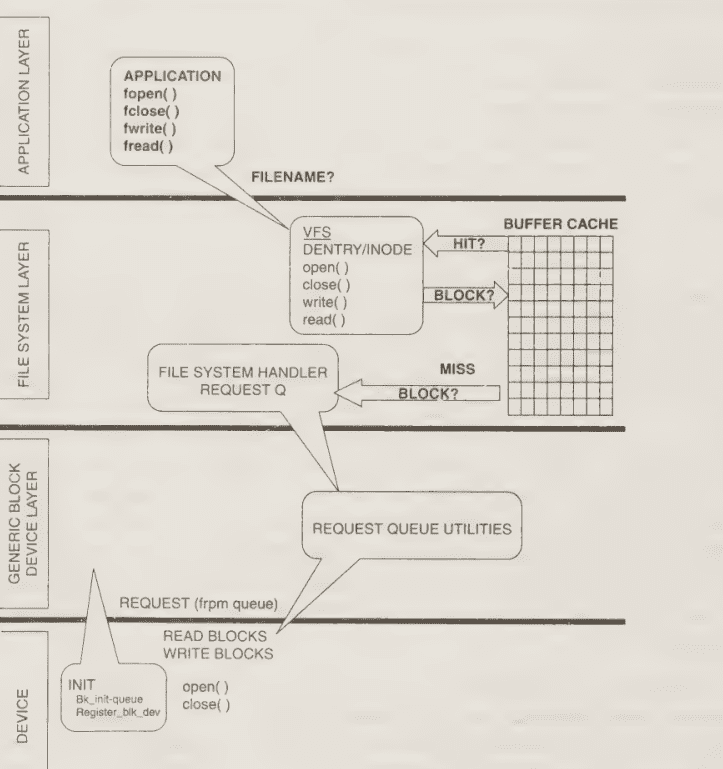 APPLICATION LAYER
APPLICATION
fopen( )
fclose( )
fwrite( )
fread( )
FILENAME?
FILE SYSTEM LAYER
VFS
DENTRY/INODE
open( )
close( )
write( )
read( )
BUFFER CACHE
HIT?
BLOCK?
FILE SYSTEM HANDLER
REQUEST Q
MISS
BLOCK?
GENERIC BLOCK
DEVICE LAYER
REQUEST QUEUE UTILITIES
REQUEST (frpm queue)
READ BLOCKS
WRITE BLOCKS
DEVICE
INIT
Bk_init-queue
Register_blk_dev
open( )
close( )